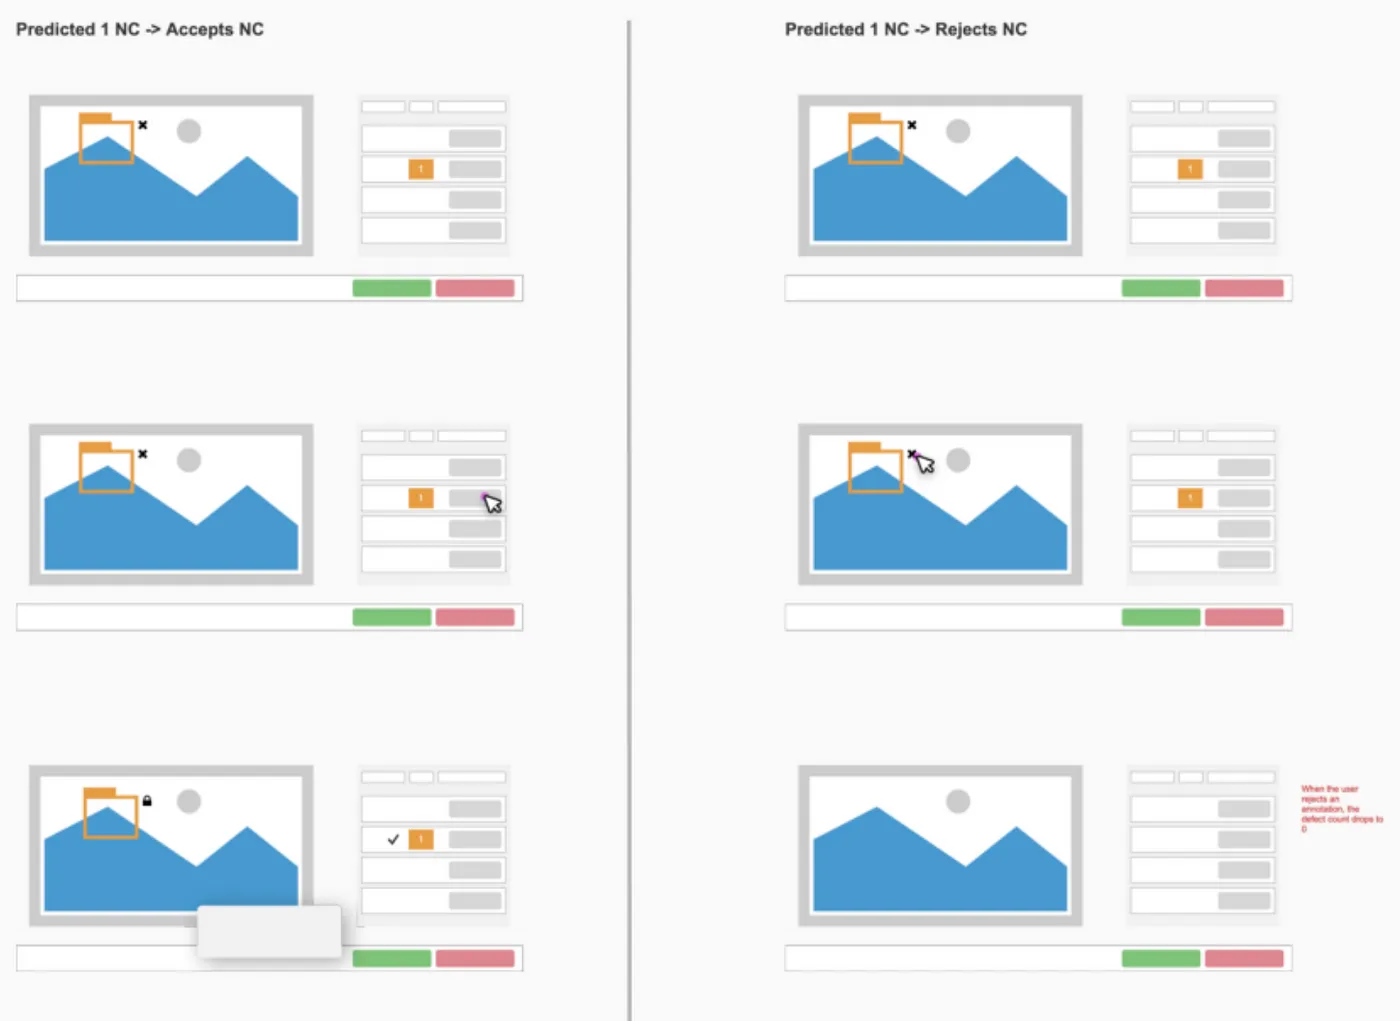 Predicted 1 NC -> Accepts NC
Predicted 1 NC -> Rejects NC
1
1
1
1
1
When the user
rejects an
annotation, the
defect count drops to
0